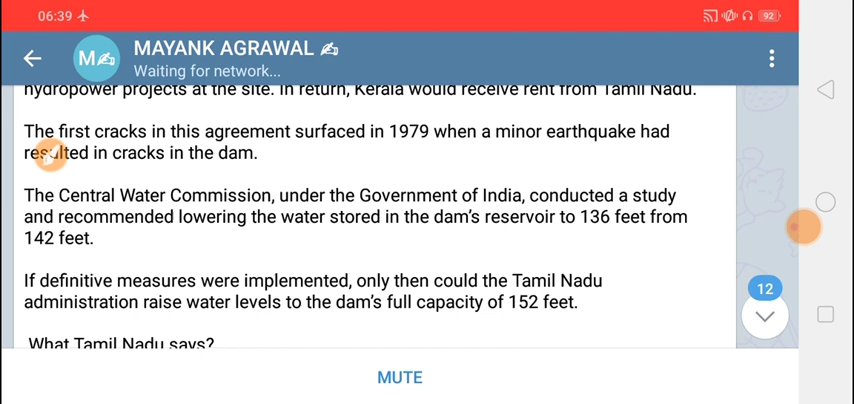 06:39
92
M
MAYANK AGRAWAL
Waiting for network...
hydropower projects at the site. In return, Kerala would receive rent from Tamil Nadu.
The first cracks in this agreement surfaced in 1979 when a minor earthquake had
resulted in cracks in the dam.
The Central Water Commission, under the Government of India, conducted a study
and recommended lowering the water stored in the dam's reservoir to 136 feet from
142 feet.
If definitive measures were implemented, only then could the Tamil Nadu
administration raise water levels to the dam's full capacity of 152 feet.
12
What Tamil Nadu says?
MUTE